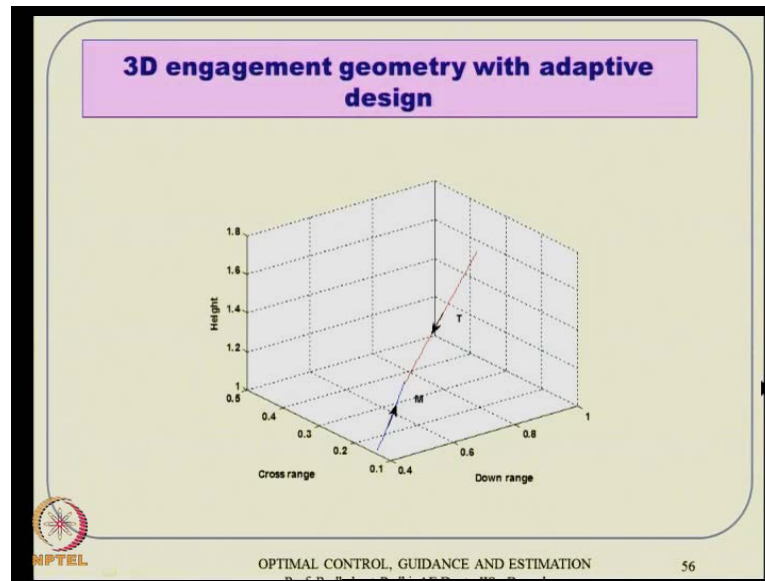 3D engagement geometry with adaptive
design
1.8
1.6
1.4
1.2
1
Height
0.5
0.4
0.3
0.2
0.1
Cross range
0.4
0.6
0.8
1
Down range
T
M
NPTEL
OPTIMAL CONTROL, GUIDANCE AND ESTIMATION
56